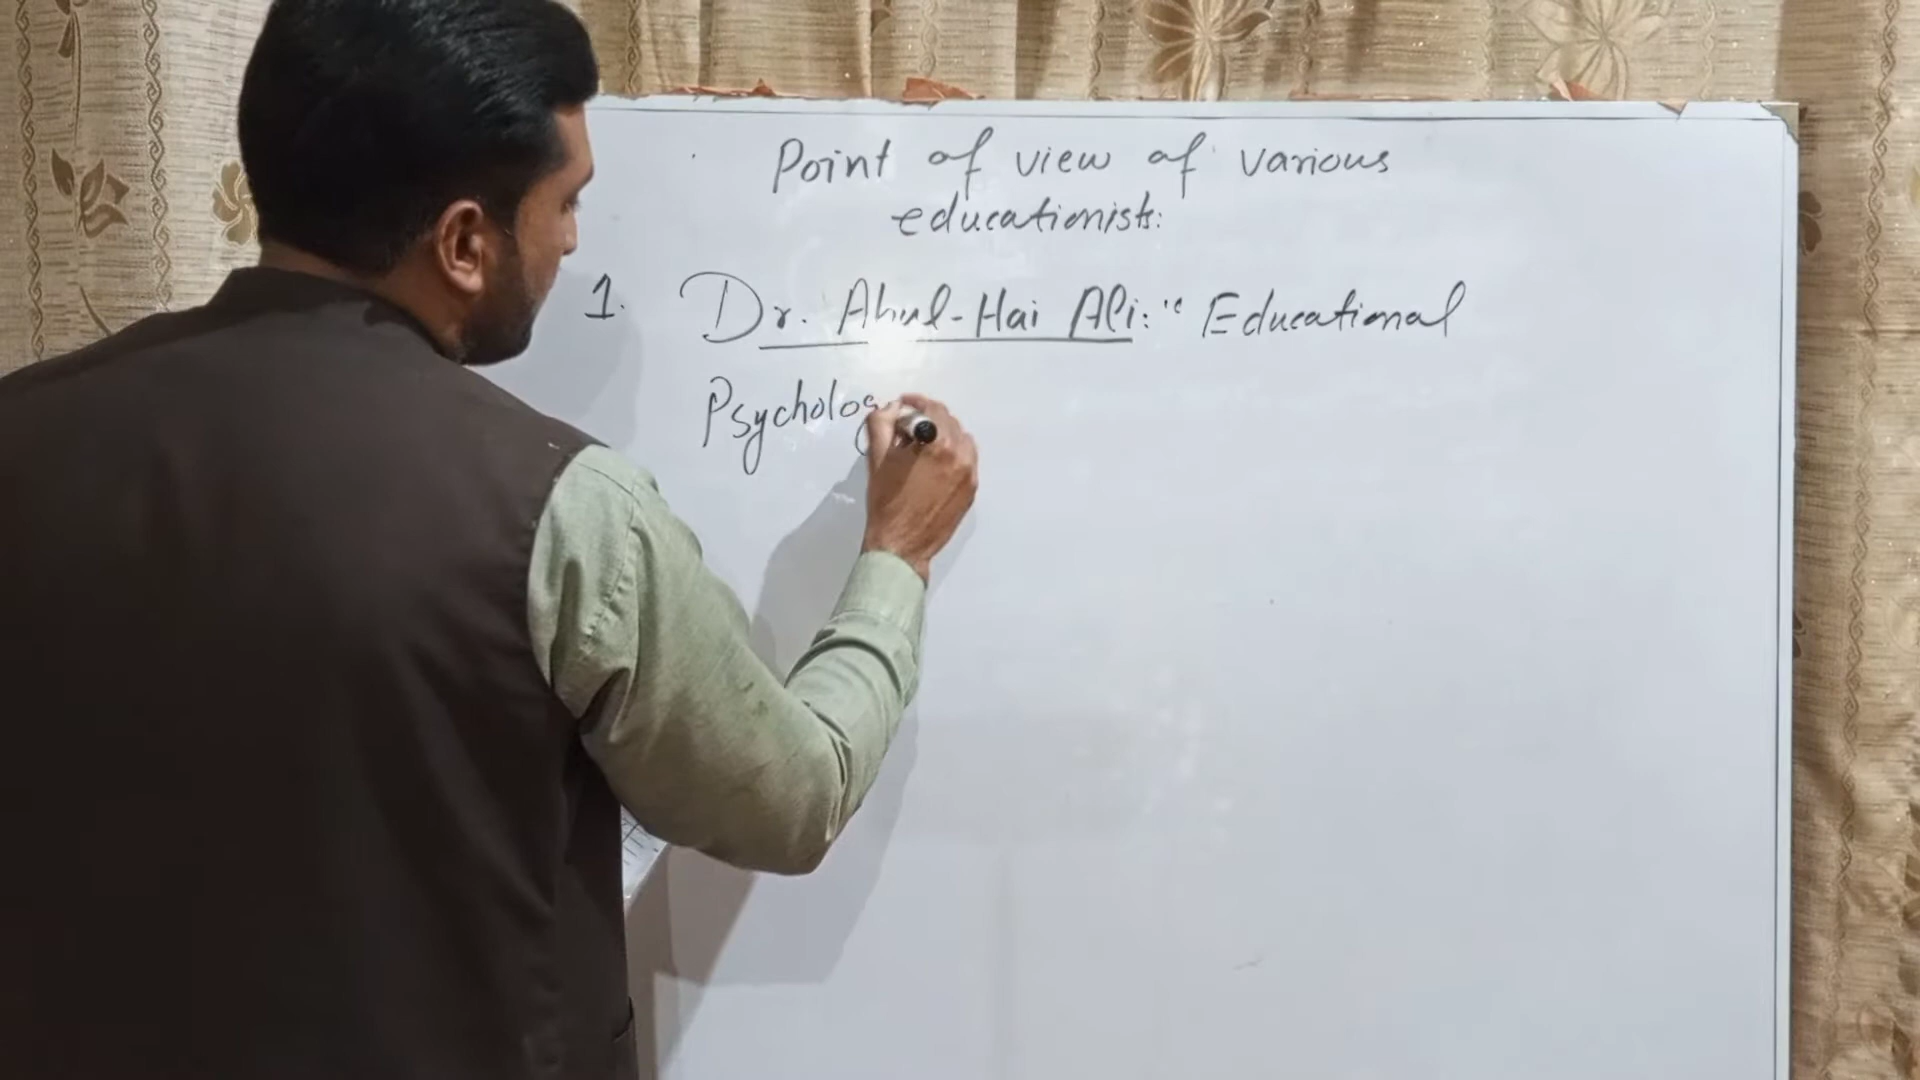 Point of view of various
educationists:
1. Dr. Abul-Hai Ali: " Educational
Psycholog